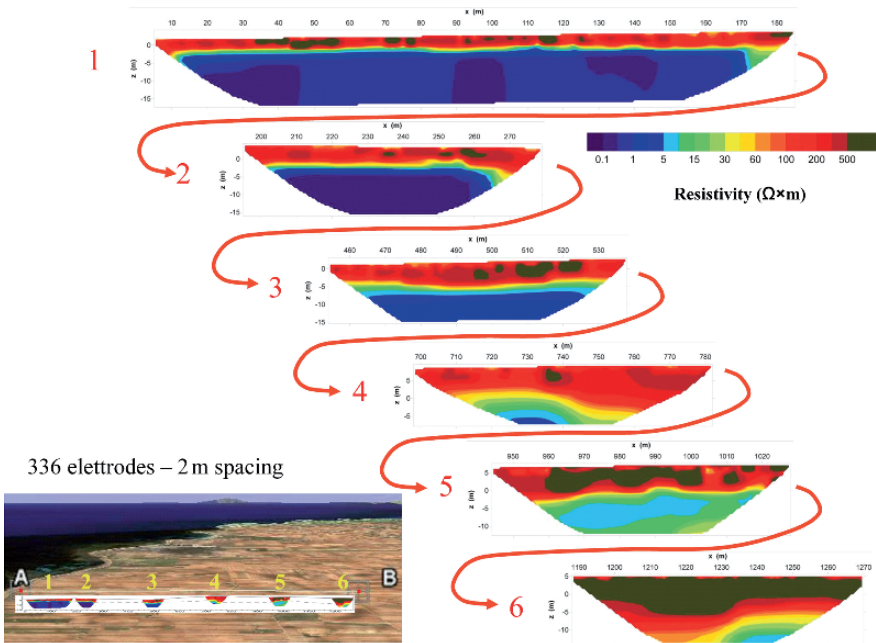 x (m)
10 20 30 40 50 60 70 80 90 100 110 120 130 140 150 160 170 180
1
z (m)
0
-5
-10
-15
x (m)
200 210 220 230 240 250 260 270
2
z (m)
0
-5
-10
-15
0.1 1 5 15 30 60 100 200 500
Resistivity (Ω×m)
x (m)
460 470 480 490 500 510 520 530
3
z (m)
0
-5
-10
-15
x (m)
700 710 720 730 740 750 760 770 780
4
z (m)
5
0
-5
x (m)
950 960 970 980 990 1000 1010 1020
5
z (m)
5
0
-5
-10
x (m)
1190 1200 1210 1220 1230 1240 1250 1260 1270
6
z (m)
5
0
-5
-10
336 elettrodes – 2 m spacing
A 1 2 3 4 5 6 B